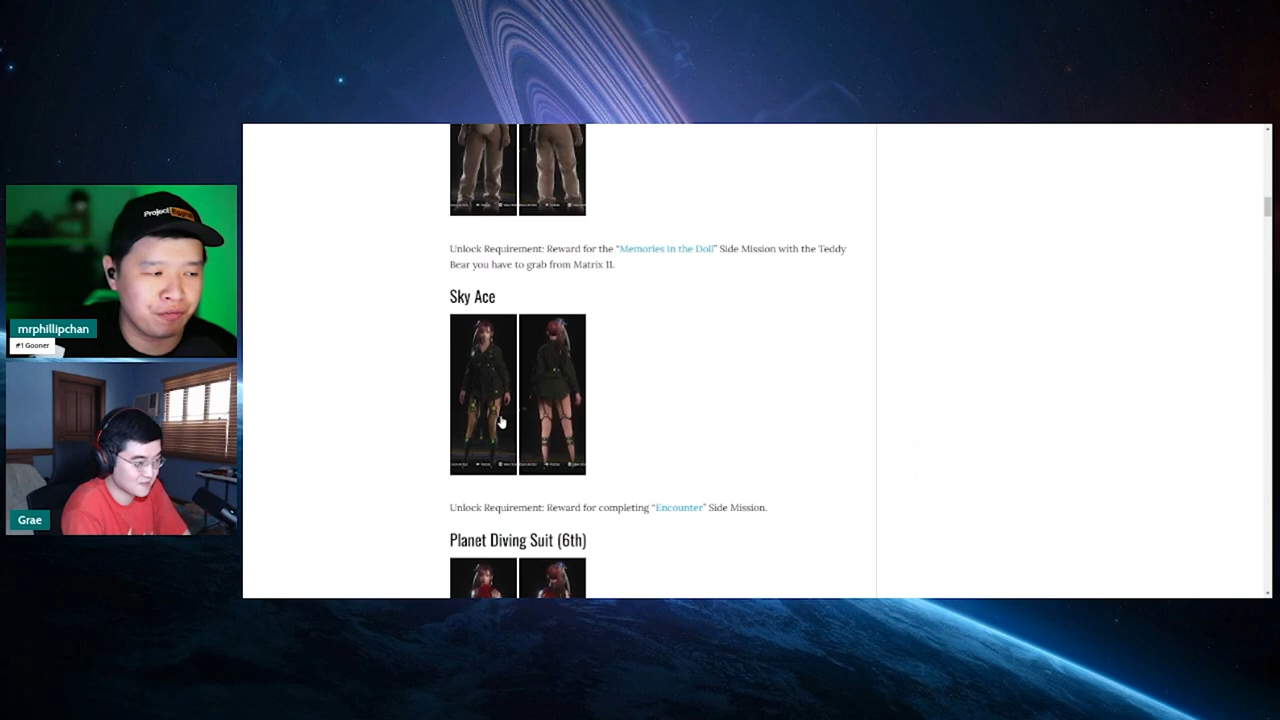 Project
mrphillipchan
#1 Gooner
Grae
Unlock Requirement: Reward for the “Memories in the Doll” Side Mission with the Teddy
Bear you have to grab from Matrix 11.
Sky Ace
Unlock Requirement: Reward for completing “Encounter” Side Mission.
Planet Diving Suit (6th)